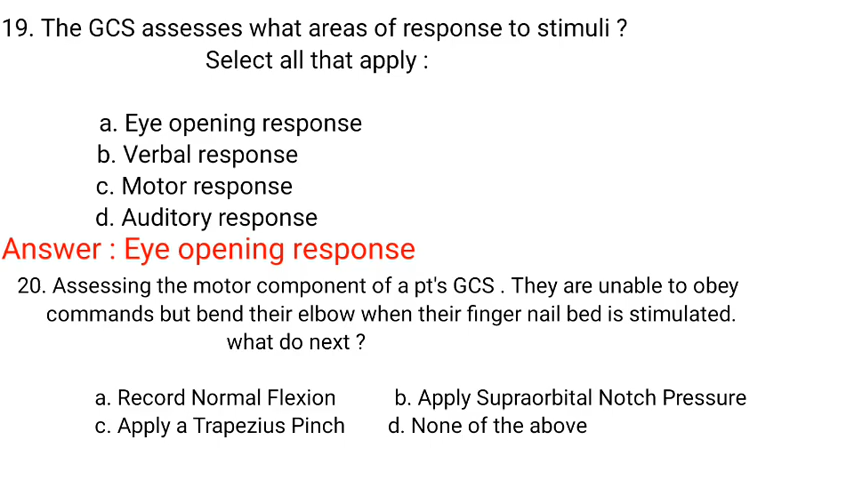 19. The GCS assesses what areas of response to stimuli ?
Select all that apply :
a. Eye opening response
b. Verbal response
c. Motor response
d. Auditory response
Answer : Eye opening response
20. Assessing the motor component of a pt's GCS . They are unable to obey
commands but bend their elbow when their finger nail bed is stimulated.
what do next ?
a. Record Normal Flexion b. Apply Supraorbital Notch Pressure
c. Apply a Trapezius Pinch d. None of the above